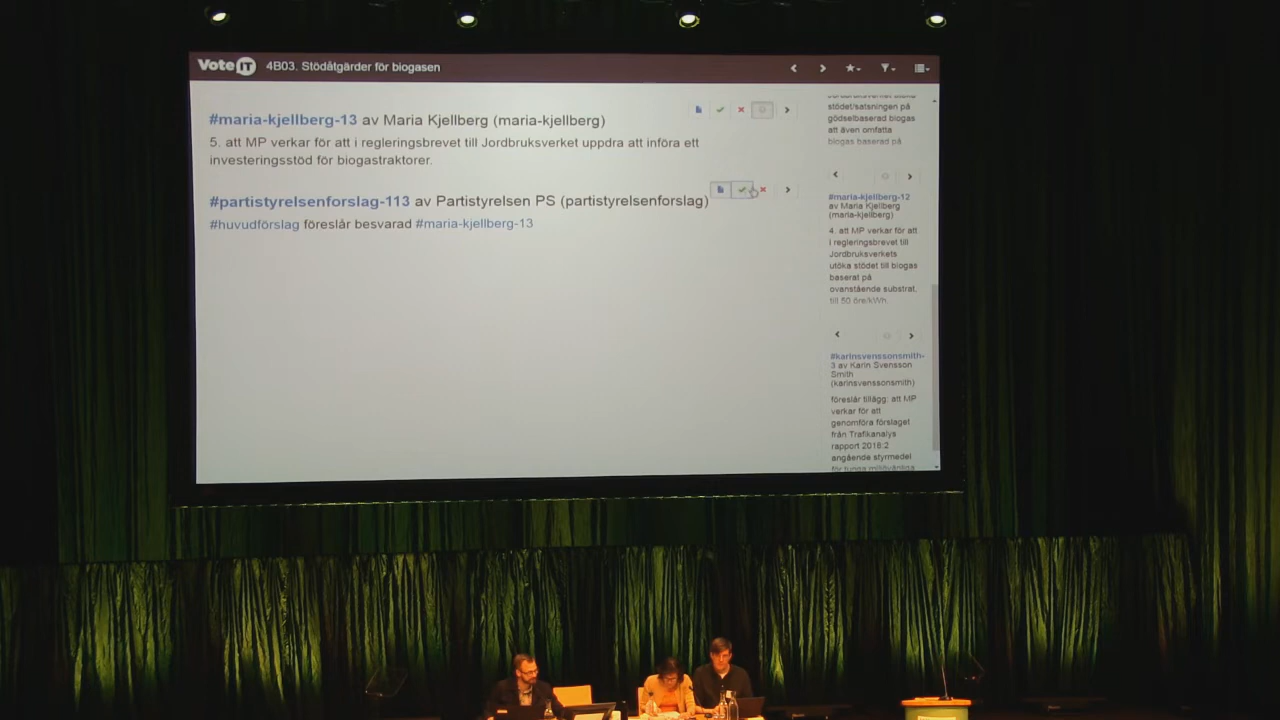 VoteIT 4B03. Stödåtgärder för biogasen
#maria-kjellberg-13 av Maria Kjellberg (maria-kjellberg)
5. att MP verkar för att i regleringsbrevet till Jordbruksverket uppdra att införa ett
investeringsstöd för biogastraktorer.
#partistyrelsenforslag-113 av Partistyrelsen PS (partistyrelsenforslag)
#huvudförslag föreslår besvarad #maria-kjellberg-13
stödet/satsningen på
gödselbaserad biogas
att även omfatta
biogas baserad på
#maria-kjellberg-12
av Maria Kjellberg
(maria-kjellberg)
4. att MP verkar för att
i regleringsbrevet till
Jordbruksverkets
utöka stödet till biogas
baserat på
ovanstående substrat,
till 50 öre/kWh.
#karinsvenssonsmith-
3 av Karin Svensson
Smith
(karinsvenssonsmith)
föreslår tillägg: att MP
verkar för att
genomföra förslaget
från Trafikanalys
rapport 2018:2
angående styrmedel
för tunga miljövänliga